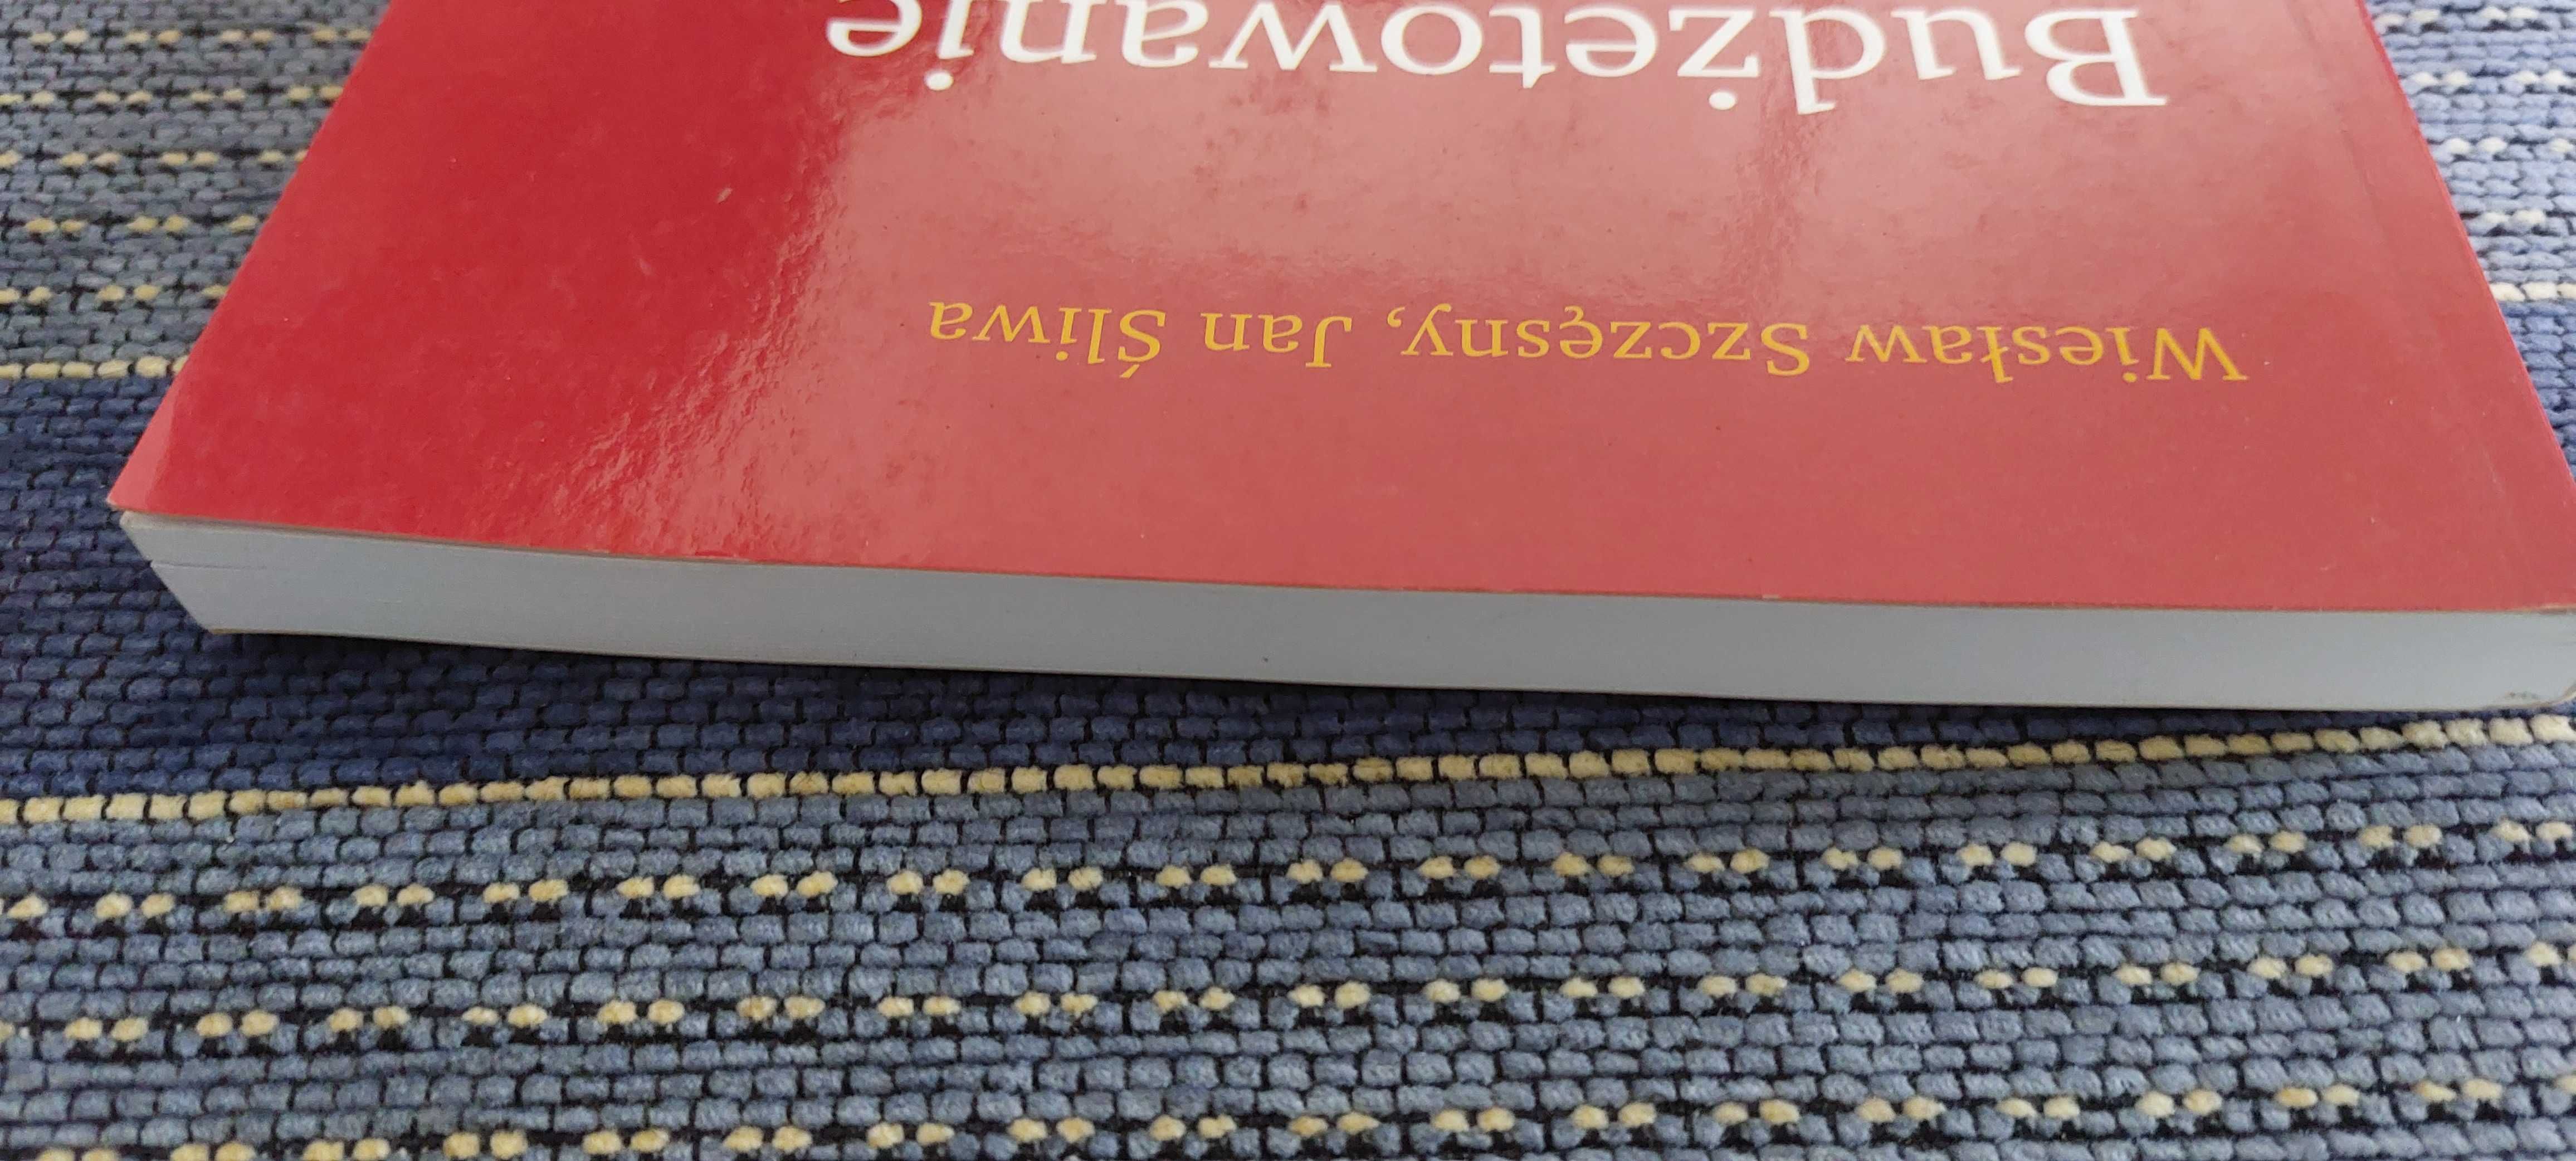 Wiesław Szczęsny, Jan Śliwa
Budżetowanie